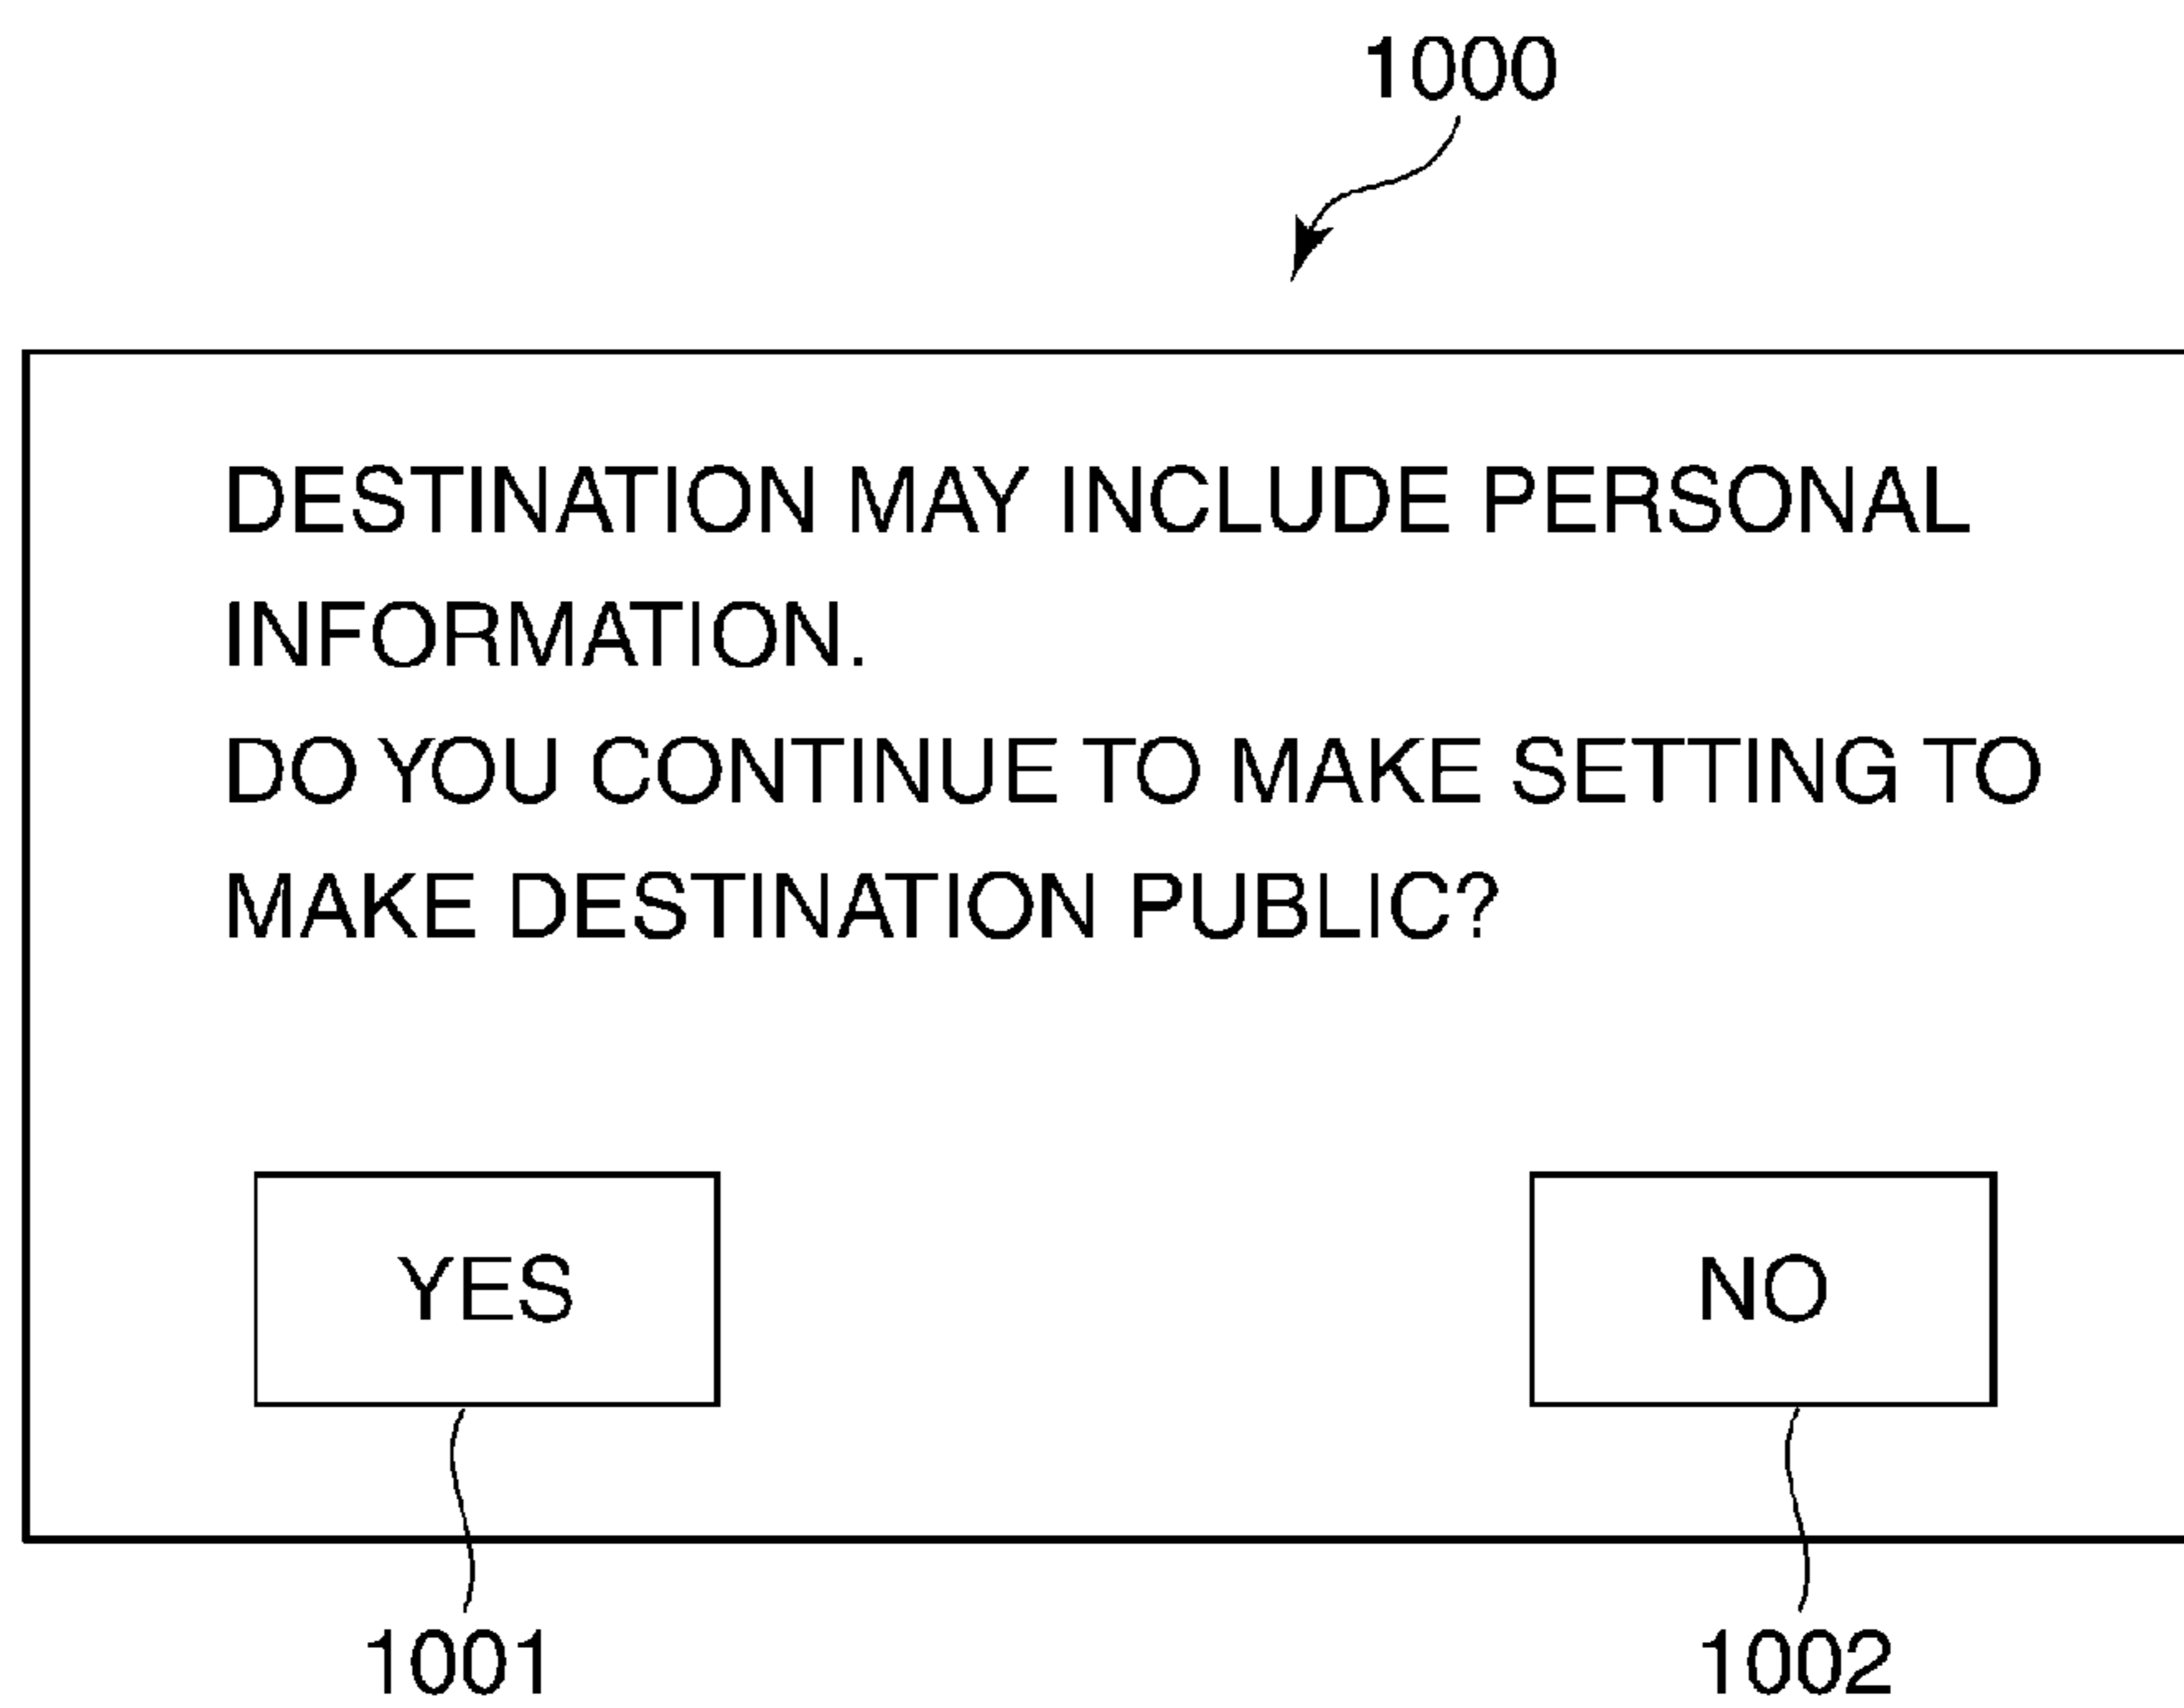 1000
DESTINATION MAY INCLUDE PERSONAL
INFORMATION.
DO YOU CONTINUE TO MAKE SETTING TO
MAKE DESTINATION PUBLIC?
YES NO
1001 1002